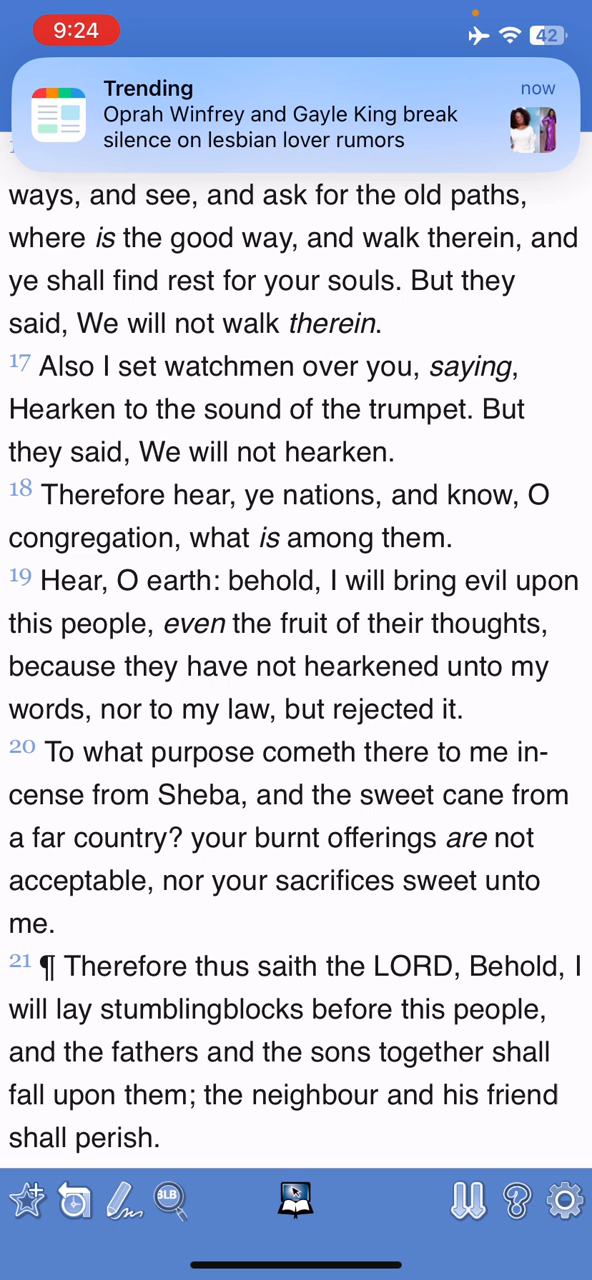 9:24
42
Trending
now
Oprah Winfrey and Gayle King break
silence on lesbian lover rumors
ways, and see, and ask for the old paths,
where is the good way, and walk therein, and
ye shall find rest for your souls. But they
said, We will not walk therein.
17 Also I set watchmen over you, saying,
Hearken to the sound of the trumpet. But
they said, We will not hearken.
18 Therefore hear, ye nations, and know, O
congregation, what is among them.
19 Hear, O earth: behold, I will bring evil upon
this people, even the fruit of their thoughts,
because they have not hearkened unto my
words, nor to my law, but rejected it.
20 To what purpose cometh there to me in-
cense from Sheba, and the sweet cane from
a far country? your burnt offerings are not
acceptable, nor your sacrifices sweet unto
me.
21 ¶ Therefore thus saith the LORD, Behold, I
will lay stumblingblocks before this people,
and the fathers and the sons together shall
fall upon them; the neighbour and his friend
shall perish.
BLB